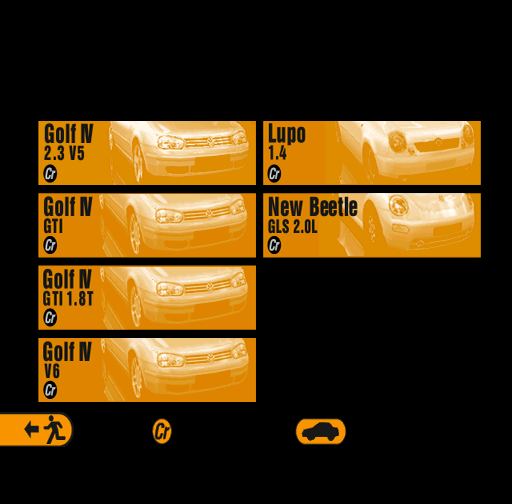 Golf IV
2.3 V5
Cr
Lupo
1.4
Cr
Golf IV
GTI
Cr
New Beetle
GLS 2.0L
Cr
Golf IV
GTI 1.8T
Cr
Golf IV
V6
Cr
Cr